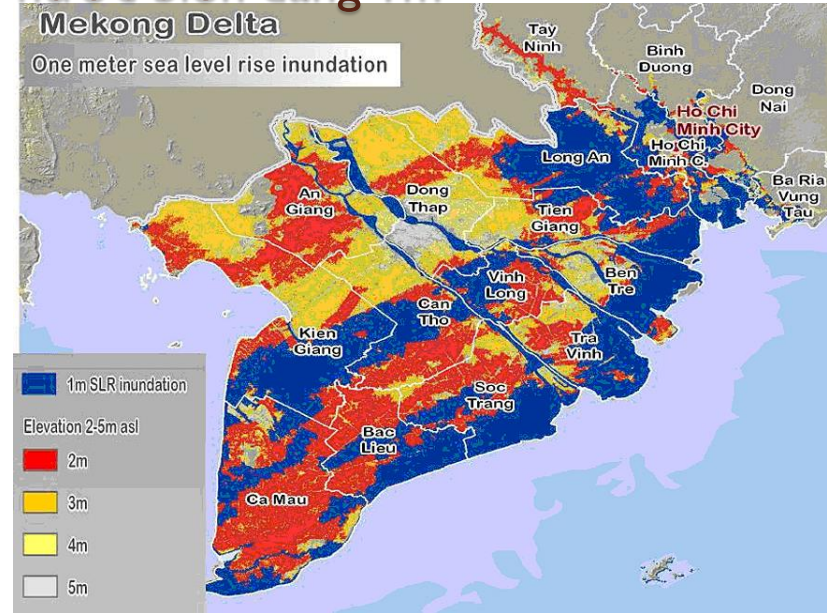 Mekong Delta
One meter sea level rise inundation
Tay
Ninh
Binh
Duong
Dong
Nai
Ho Chi
Minh City
Ho Chi
Minh C.
Long An
Ba Ria
Vung
Tau
An
Giang
Dong
Thap
Tien
Giang
Vinh
Long
Ben
Tre
Can
Tho
Kien
Giang
Tra
Vinh
Soc
Trang
Bac
Lieu
Ca Mau
1m SLR inundation
Elevation 2-5m asl
2m
3m
4m
5m